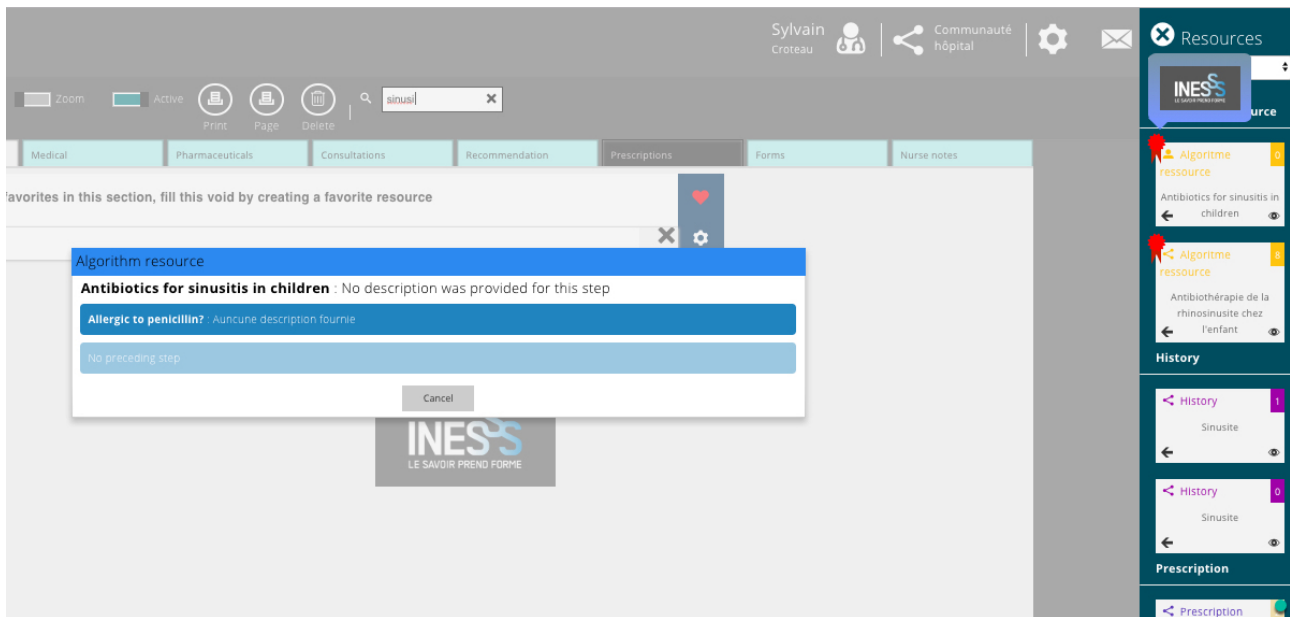 Sylvain
Croteau
Communauté
hôpital
Resources
INESSS
LE SAVOIR PREND FORME
urce
Zoom
Active
Print
Page
Delete
sinusi
Medical
Pharmaceuticals
Consultations
Recommendation
Prescriptions
Forms
Nurse notes
avorites in this section, fill this void by creating a favorite resource
Algorithm resource
Antibiotics for sinusitis in children : No description was provided for this step
Allergic to penicillin? : Auncune description fournie
No preceding step
Cancel
INESSS
LE SAVOIR PREND FORME
Algoritme 0
ressource
Antibiotics for sinusitis in
children
Algoritme 8
ressource
Antibiothérapie de la
rhinosinusite chez
l'enfant
History
History 1
Sinusite
History 0
Sinusite
Prescription
Prescription